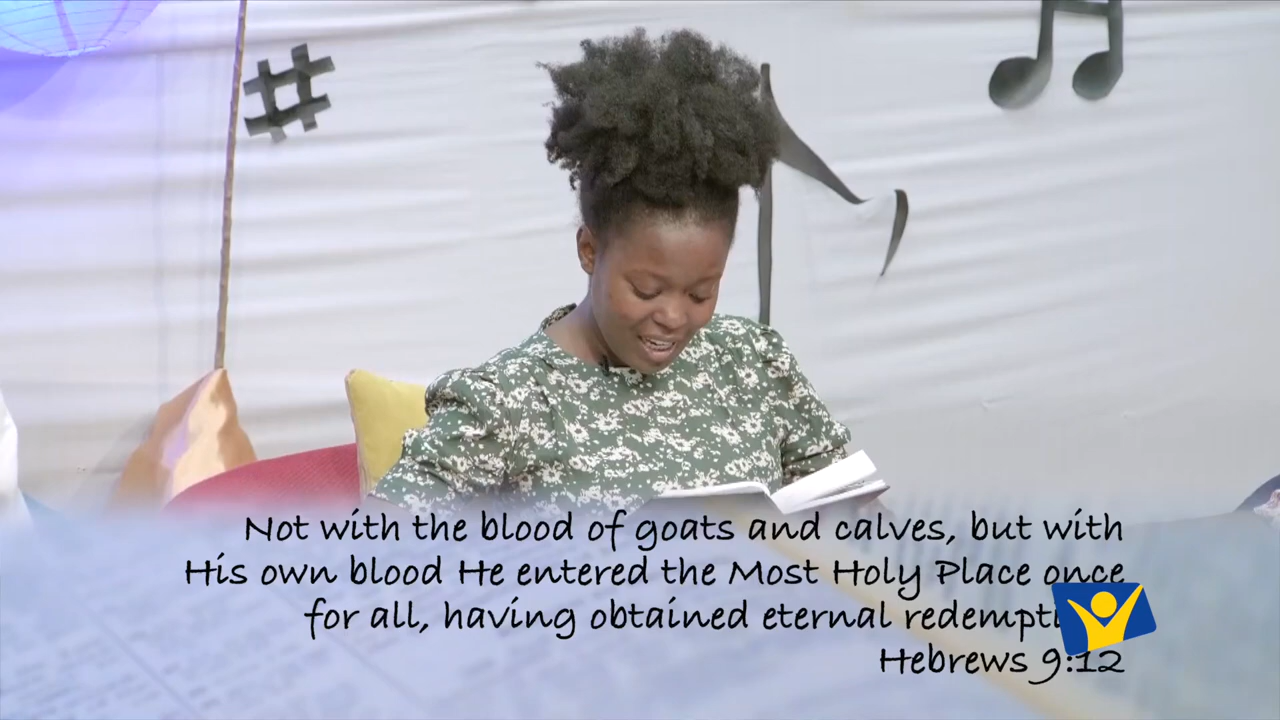 Not with the blood of goats and calves, but with
His own blood He entered the Most Holy Place once
for all, having obtained eternal
Hebrews 9:12